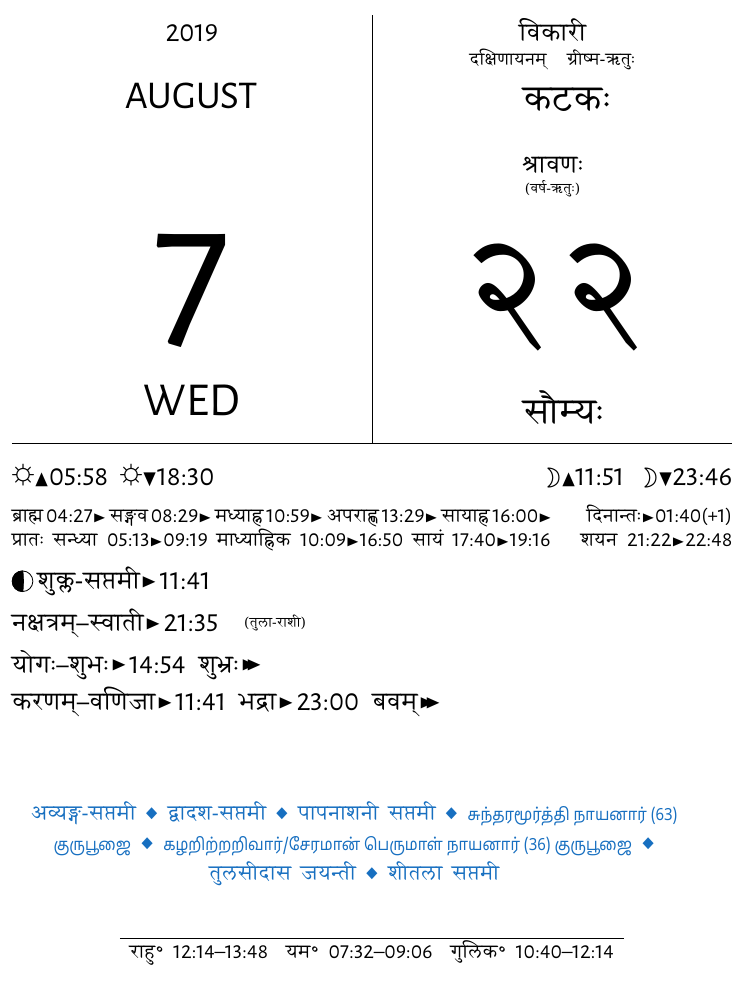 2019
AUGUST
7
WED
विकारी
दक्षिणायनम् ग्रीष्म-ऋतुः
कटकः
श्रावणः
(वर्ष-ऋतुः)
२२
सौम्यः
☼▲05:58 ☼▼18:30 ☽▲11:51 ☽▼23:46
ब्राह्म 04:27► सङ्गव 08:29► मध्याह्न 10:59► अपराह्ण 13:29► सायाह्न 16:00► दिनान्तः►01:40(+1)
प्रातः सन्ध्या 05:13►09:19 माध्याह्निक 10:09►16:50 सायं 17:40►19:16 शयन 21:22►22:48
शुक्ल-सप्तमी►11:41
नक्षत्रम्–स्वाती►21:35 (तुला-राशी)
योगः–शुभः►14:54 शुभ्रः►►
करणम्–वणिजा►11:41 भद्रा►23:00 बवम्►►
अव्यङ्ग-सप्तमी ◆ द्वादश-सप्तमी ◆ पापनाशनी सप्तमी ◆ சுந்தரமூர்த்தி நாயனார் (63)
குருபூஜை ◆ கழறிற்றறிவார்/சேரமான் பெருமாள் நாயனார் (36) குருபூஜை ◆
तुलसीदास जयन्ती ◆ शीतला सप्तमी
राहु॰ 12:14–13:48 यम॰ 07:32–09:06 गुलिक॰ 10:40–12:14